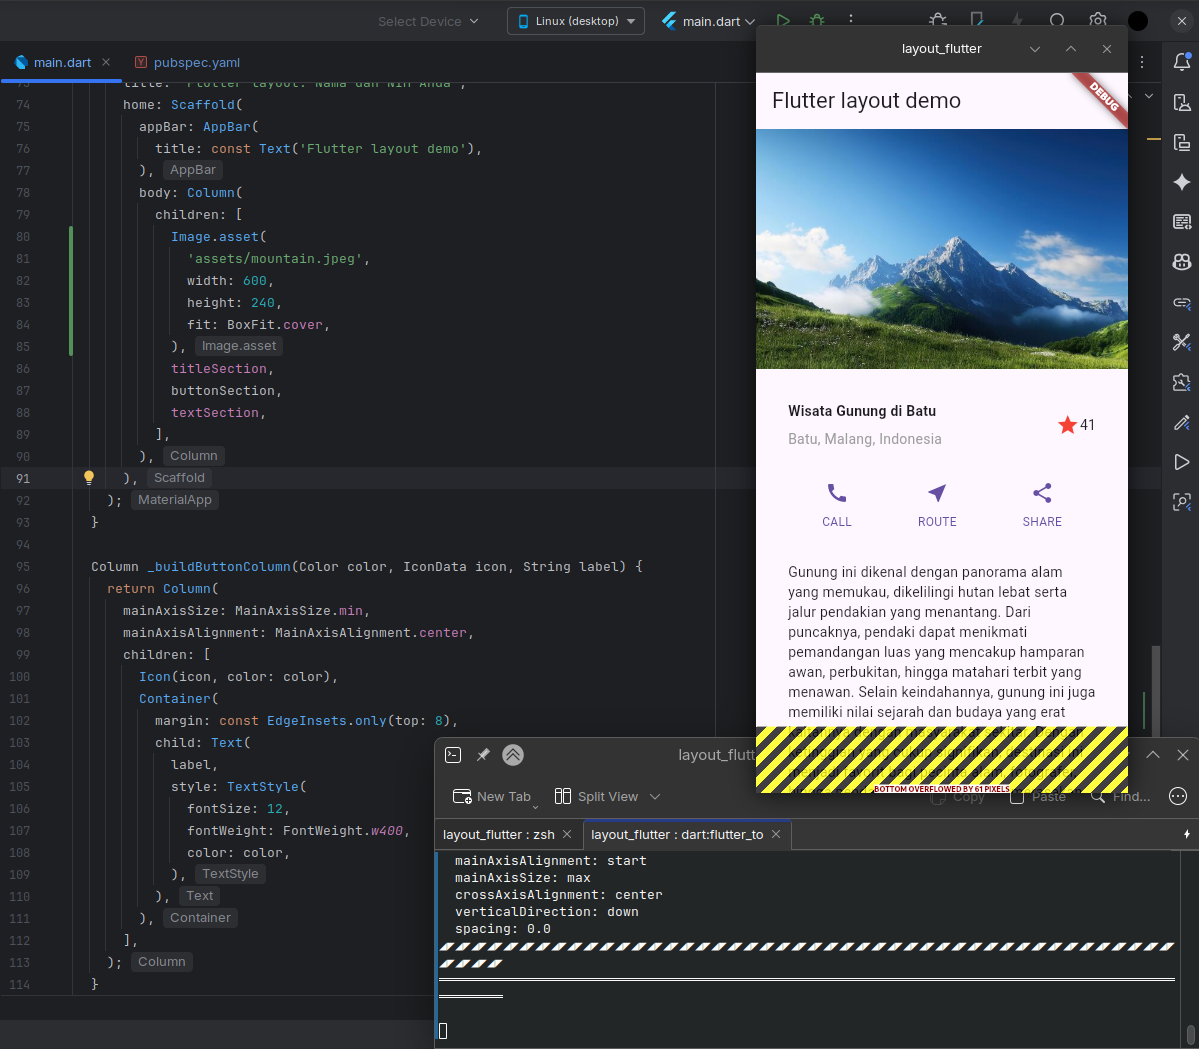 Select Device
Linux (desktop)
main.dart
main.dart
pubspec.yaml
74 home: Scaffold(
75 appBar: AppBar(
76 title: const Text('Flutter layout demo'),
77 ), AppBar
78 body: Column(
79 children: [
80 Image.asset(
81 'assets/mountain.jpeg',
82 width: 600,
83 height: 240,
84 fit: BoxFit.cover,
85 ), Image.asset
86 titleSection,
87 buttonSection,
88 textSection,
89 ],
90 ), Column
91 ), Scaffold
92 ); MaterialApp
93 }
94
95 Column _buildButtonColumn(Color color, IconData icon, String label) {
96 return Column(
97 mainAxisSize: MainAxisSize.min,
98 mainAxisAlignment: MainAxisAlignment.center,
99 children: [
100 Icon(icon, color: color),
101 Container(
102 margin: const EdgeInsets.only(top: 8),
103 child: Text(
104 label,
105 style: TextStyle(
106 fontSize: 12,
107 fontWeight: FontWeight.w400,
108 color: color,
109 ), TextStyle
110 ), Text
111 ), Container
112 ],
113 ); Column
114 }
layout_flutter
Flutter layout demo
DEBUG
Wisata Gunung di Batu
Batu, Malang, Indonesia
41
CALL
ROUTE
SHARE
Gunung ini dikenal dengan panorama alam
yang memukau, dikelilingi hutan lebat serta
jalur pendakian yang menantang. Dari
puncaknya, pendaki dapat menikmati
pemandangan luas yang mencakup hamparan
awan, perbukitan, hingga matahari terbit yang
menawan. Selain keindahannya, gunung ini juga
memiliki nilai sejarah dan budaya yang erat
BOTTOM OVERFLOWED BY 61 PIXELS
layout_flutt
New Tab
Split View
Copy
Paste
Find...
layout_flutter : zsh
layout_flutter : dart:flutter_to
mainAxisAlignment: start
mainAxisSize: max
crossAxisAlignment: center
verticalDirection: down
spacing: 0.0